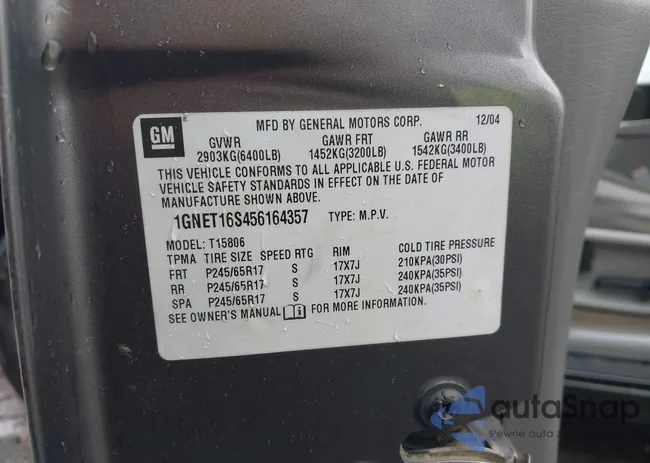 GM
MFD BY GENERAL MOTORS CORP. 12/04
GVWR GAWR FRT GAWR RR
2903KG(6400LB) 1452KG(3200LB) 1542KG(3400LB)
THIS VEHICLE CONFORMS TO ALL APPLICABLE U.S. FEDERAL MOTOR
VEHICLE SAFETY STANDARDS IN EFFECT ON THE DATE OF
MANUFACTURE SHOWN ABOVE.
1GNET16S456164357 TYPE: M.P.V.
MODEL: T15806
TPMA TIRE SIZE SPEED RTG RIM COLD TIRE PRESSURE
FRT P245/65R17 S 17X7J 210KPA(30PSI)
RR P245/65R17 S 17X7J 240KPA(35PSI)
SPA P245/65R17 S 17X7J 240KPA(35PSI)
SEE OWNER'S MANUAL FOR MORE INFORMATION.
autaSnap
Pewne auto z